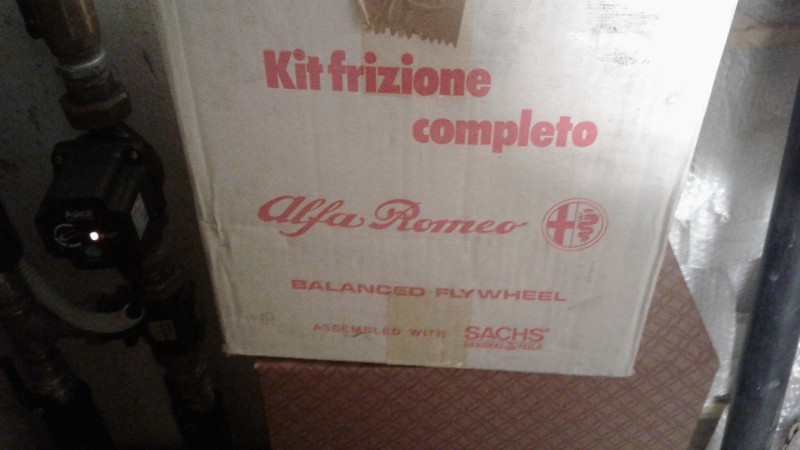 Kit frizione
completo
Alfa Romeo
BALANCED FLYWHEEL
ASSEMBLED WITH SACHS